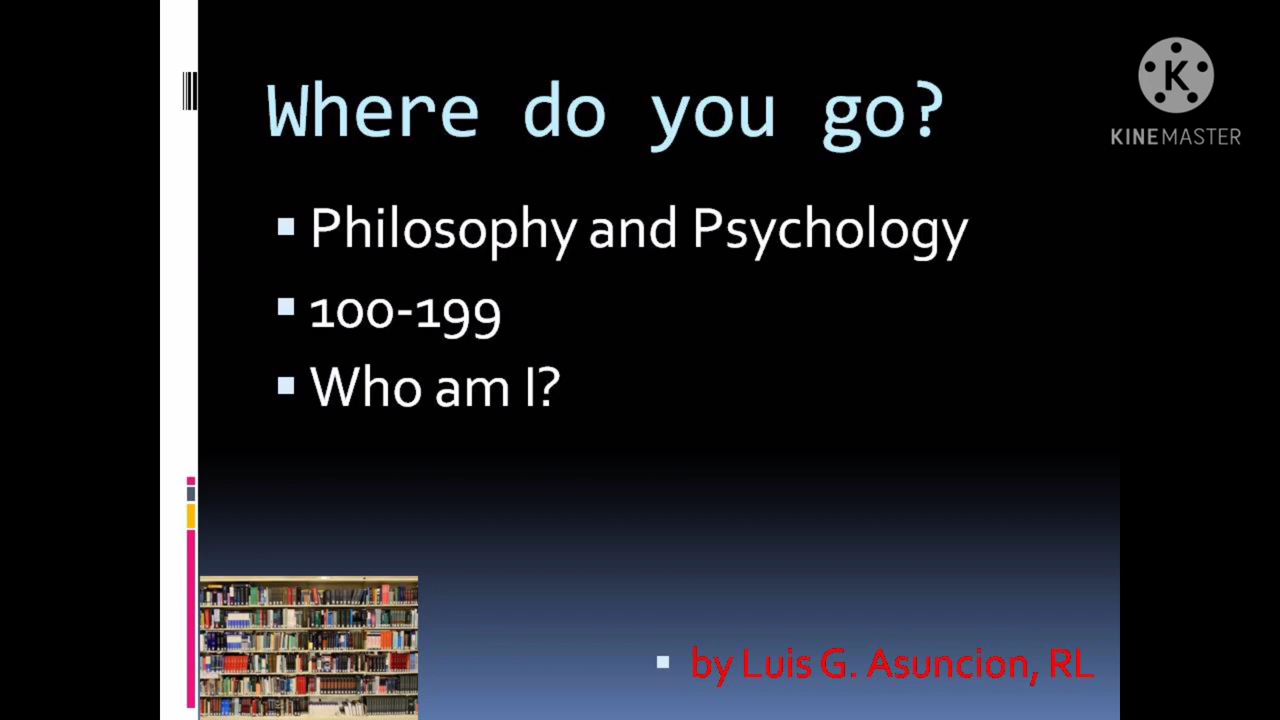 Where do you go?
K
KINEMASTER
Philosophy and Psychology
100-199
Who am I?
by Luis G. Asuncion, RL